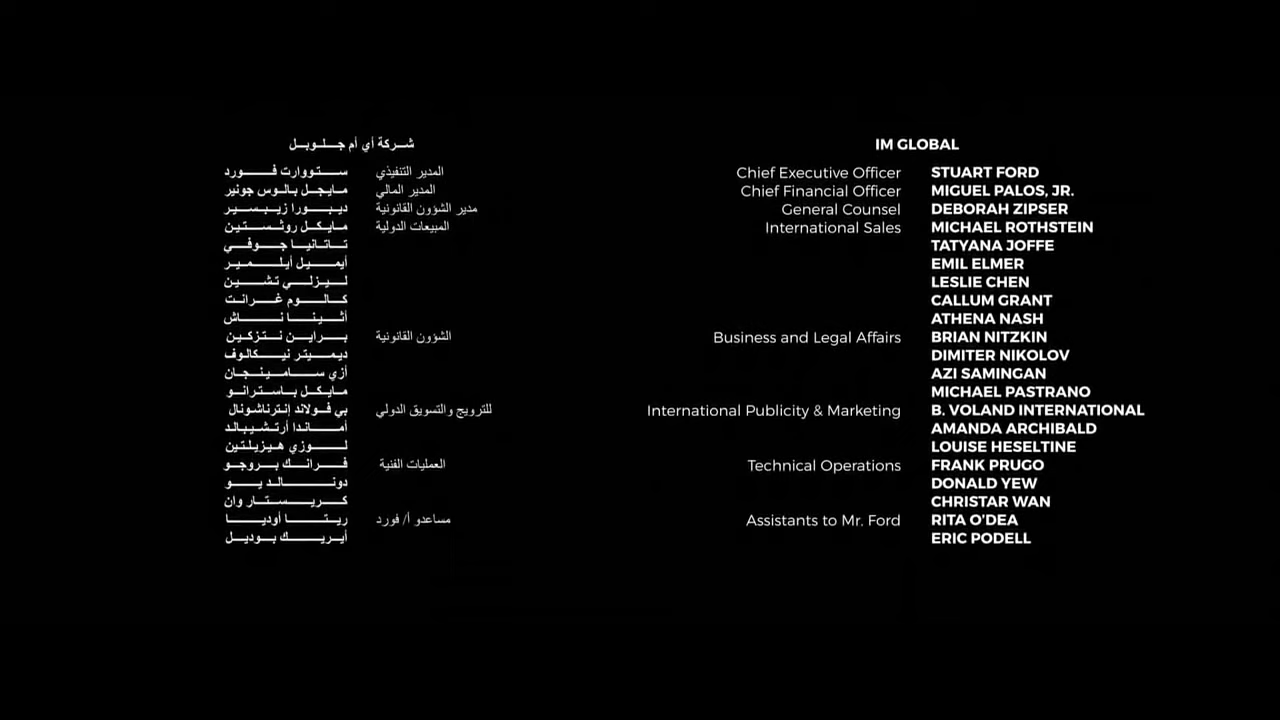 شركة أي أم جلوبل
المدير التنفيذي ستووارت فورد
المدير المالي مايجل بالوس جونير
مدير الشؤون القانونية ديبورا زيبسير
المبيعات الدولية مايكل روثستين
تاتانيا جوفي
أيميل أيلمير
ليزلي تشين
كالوم غرانت
أثينا ناش
الشؤون القانونية براين نتزكين
ديميتر نيكالوف
أزي سامينجان
مايكل باسترانو
للترويج والتسويق الدولي بي فولاند إنترناشونال
أماندا أرتشيبالد
لوزي هيزيلتين
العمليات الفنية فرانك بروجو
دونالد يو
كريستار وان
مساعدو أ/ فورد ريتا أوديا
أيريك بوديل
IM GLOBAL
Chief Executive Officer STUART FORD
Chief Financial Officer MIGUEL PALOS, JR.
General Counsel DEBORAH ZIPSER
International Sales MICHAEL ROTHSTEIN
TATYANA JOFFE
EMIL ELMER
LESLIE CHEN
CALLUM GRANT
ATHENA NASH
Business and Legal Affairs BRIAN NITZKIN
DIMITER NIKOLOV
AZI SAMINGAN
MICHAEL PASTRANO
International Publicity & Marketing B. VOLAND INTERNATIONAL
AMANDA ARCHIBALD
LOUISE HESELTINE
Technical Operations FRANK PRUGO
DONALD YEW
CHRISTAR WAN
Assistants to Mr. Ford RITA O'DEA
ERIC PODELL